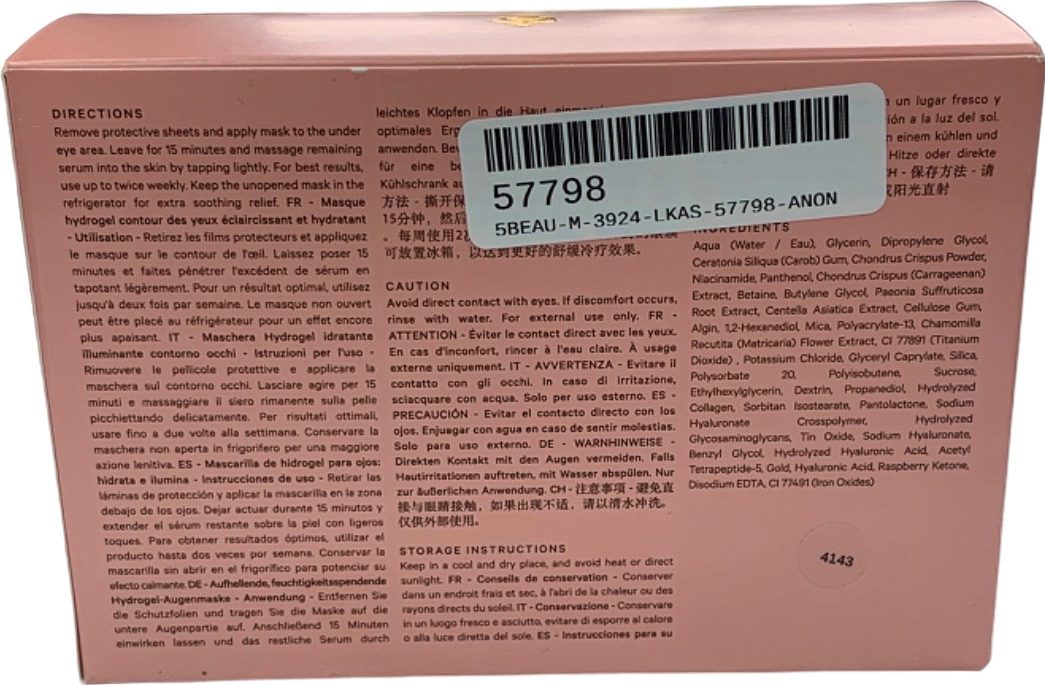 DIRECTIONS
Remove protective sheets and apply mask to the under
eye area. Leave for 15 minutes and massage remaining
serum into the skin by tapping lightly. For best results,
use up to twice weekly. Keep the unopened mask in the
refrigerator for extra soothing relief. FR - Masque
hydrogel contour des yeux éclaircissant et hydratant
- Utilisation - Retirez les films protecteurs et appliquez
le masque sur le contour de l'œil. Laissez poser 15
minutes et faites pénétrer l'excédent de sérum en
tapotant légèrement. Pour un résultat optimal, utilisez
jusqu'à deux fois par semaine. Le masque non ouvert
peut être placé au réfrigérateur pour un effet encore
plus apaisant. IT - Maschera Hydrogel idratante
illuminante contorno occhi - Istruzioni per l'uso -
Rimuovere le pellicole protettive e applicare la
maschera sul contorno occhi. Lasciare agire per 15
minuti e massaggiare il siero rimanente sulla pelle
picchiettando delicatamente. Per risultati ottimali,
usare fino a due volte alla settimana. Conservare la
maschera non aperta in frigorifero per una maggiore
azione lenitiva. ES - Mascarilla de hidrogel para ojos:
hidrata e ilumina - Instrucciones de uso - Retirar las
láminas de protección y aplicar la mascarilla en la zona
debajo de los ojos. Dejar actuar durante 15 minutos y
extender el sérum restante sobre la piel con ligeros
toques. Para obtener resultados óptimos, utilizar el
producto hasta dos veces por semana. Conservar la
mascarilla sin abrir en el frigorífico para potenciar su
efecto calmante. DE - Aufhellende, feuchtigkeitsspendende
Hydrogel-Augenmaske - Anwendung - Entfernen Sie
die Schutzfolien und tragen Sie die Maske auf die
untere Augenpartie auf. Anschließend 15 Minuten
einwirken lassen und das restliche Serum durch
leichtes Klopfen in die Haut
optimales
anwenden.
für eine
Kühlschrank
方法 - 撕开保
15分钟，然后
。每周使用2
可放置冰箱，以达到更好的舒缓冷疗效果。
CAUTION
Avoid direct contact with eyes. If discomfort occurs,
rinse with water. For external use only. FR -
ATTENTION - Éviter le contact direct avec les yeux.
En cas d'inconfort, rincer à l'eau claire. À usage
externe uniquement. IT - AVVERTENZA - Evitare il
contatto con gli occhi. In caso di irritazione,
sciacquare con acqua. Solo per uso esterno. ES -
PRECAUCIÓN - Evitar el contacto directo con los
ojos. Enjuagar con agua en caso de sentir molestias.
Solo para uso externo. DE - WARNHINWEISE -
Direkten Kontakt mit den Augen vermeiden. Falls
Hautirritationen auftreten, mit Wasser abspülen. Nur
zur äußerlichen Anwendung. CH - 注意事项 - 避免直
接与眼睛接触，如果出现不适，请以清水冲洗。
仅供外部使用。
STORAGE INSTRUCTIONS
Keep in a cool and dry place, and avoid heat or direct
sunlight. FR - Conseils de conservation - Conserver
dans un endroit frais et sec, à l'abri de la chaleur ou des
rayons directs du soleil. IT - Conservazione - Conservare
in un luogo fresco e asciutto, evitare di esporre al calore
o alla luce diretta del sole. ES - Instrucciones para su
57798
5BEAU-M-3924-LKAS-57798-ANON
un lugar fresco y
a la luz del sol.
einem kühlen und
Hitze oder direkte
CH - 保存方法 - 请
阳光直射
INGREDIENTS
Aqua (Water / Eau), Glycerin, Dipropylene Glycol,
Ceratonia Siliqua (Carob) Gum, Chondrus Crispus Powder,
Niacinamide, Panthenol, Chondrus Crispus (Carrageenan)
Extract, Betaine, Butylene Glycol, Paeonia Suffruticosa
Root Extract, Centella Asiatica Extract, Cellulose Gum,
Algin, 1,2-Hexanediol, Mica, Polyacrylate-13, Chamomilla
Recutita (Matricaria) Flower Extract, CI 77891 (Titanium
Dioxide) , Potassium Chloride, Glyceryl Caprylate, Silica,
Polysorbate 20, Polyisobutene, Sucrose,
Ethylhexylglycerin, Dextrin, Propanediol, Hydrolyzed
Collagen, Sorbitan Isostearate, Pantolactone, Sodium
Hyaluronate Crosspolymer, Hydrolyzed
Glycosaminoglycans, Tin Oxide, Sodium Hyaluronate,
Benzyl Glycol, Hydrolyzed Hyaluronic Acid, Acetyl
Tetrapeptide-5, Gold, Hyaluronic Acid, Raspberry Ketone,
Disodium EDTA, CI 77491 (Iron Oxides)
4143